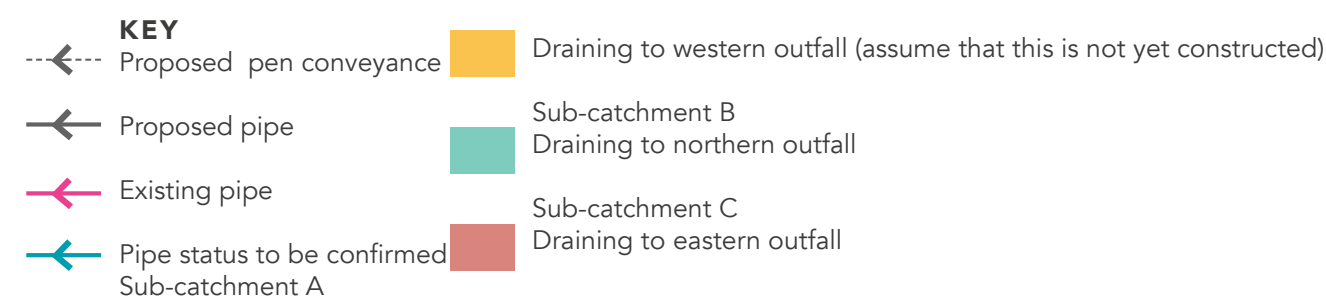 KEY
Proposed  pen conveyance
Proposed pipe
Existing pipe
Pipe status to be confirmed
Sub-catchment A
Draining to western outfall (assume that this is not yet constructed)
Sub-catchment B
Draining to northern outfall
Sub-catchment C
Draining to eastern outfall